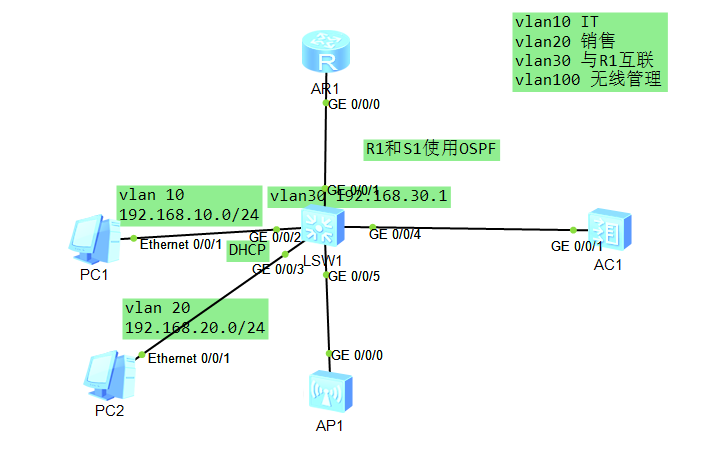 vlan10 IT
vlan20 销售
vlan30 与R1互联
vlan100 无线管理
R
AR1
GE 0/0/0
R1和S1使用OSPF
GE 0/0/1
vlan30 192.168.30.1
vlan 10
192.168.10.0/24
Ethernet 0/0/1
GE 0/0/2
GE 0/0/4
GE 0/0/1
PC1
DHCP
LSW1
AC1
GE 0/0/3
GE 0/0/5
vlan 20
192.168.20.0/24
Ethernet 0/0/1
GE 0/0/0
PC2
AP1